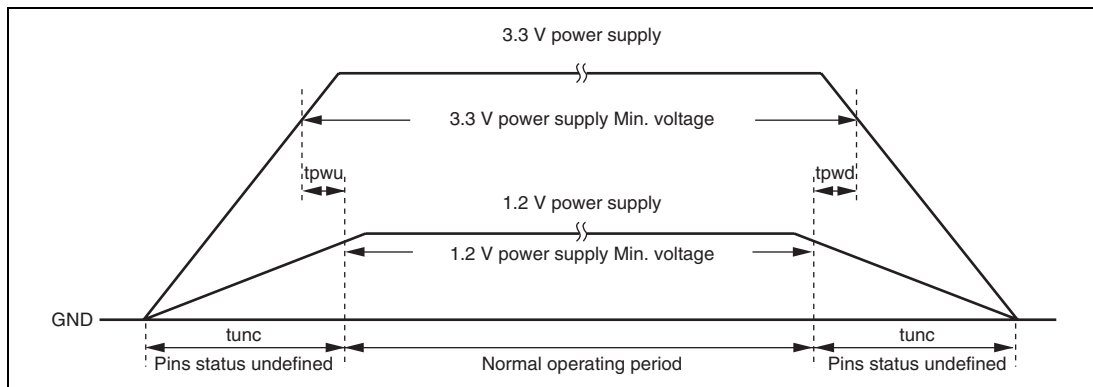 3.3 V power supply
3.3 V power supply Min. voltage
tpwu
tpwd
1.2 V power supply
1.2 V power supply Min. voltage
GND
tunc
tunc
Pins status undefined
Normal operating period
Pins status undefined